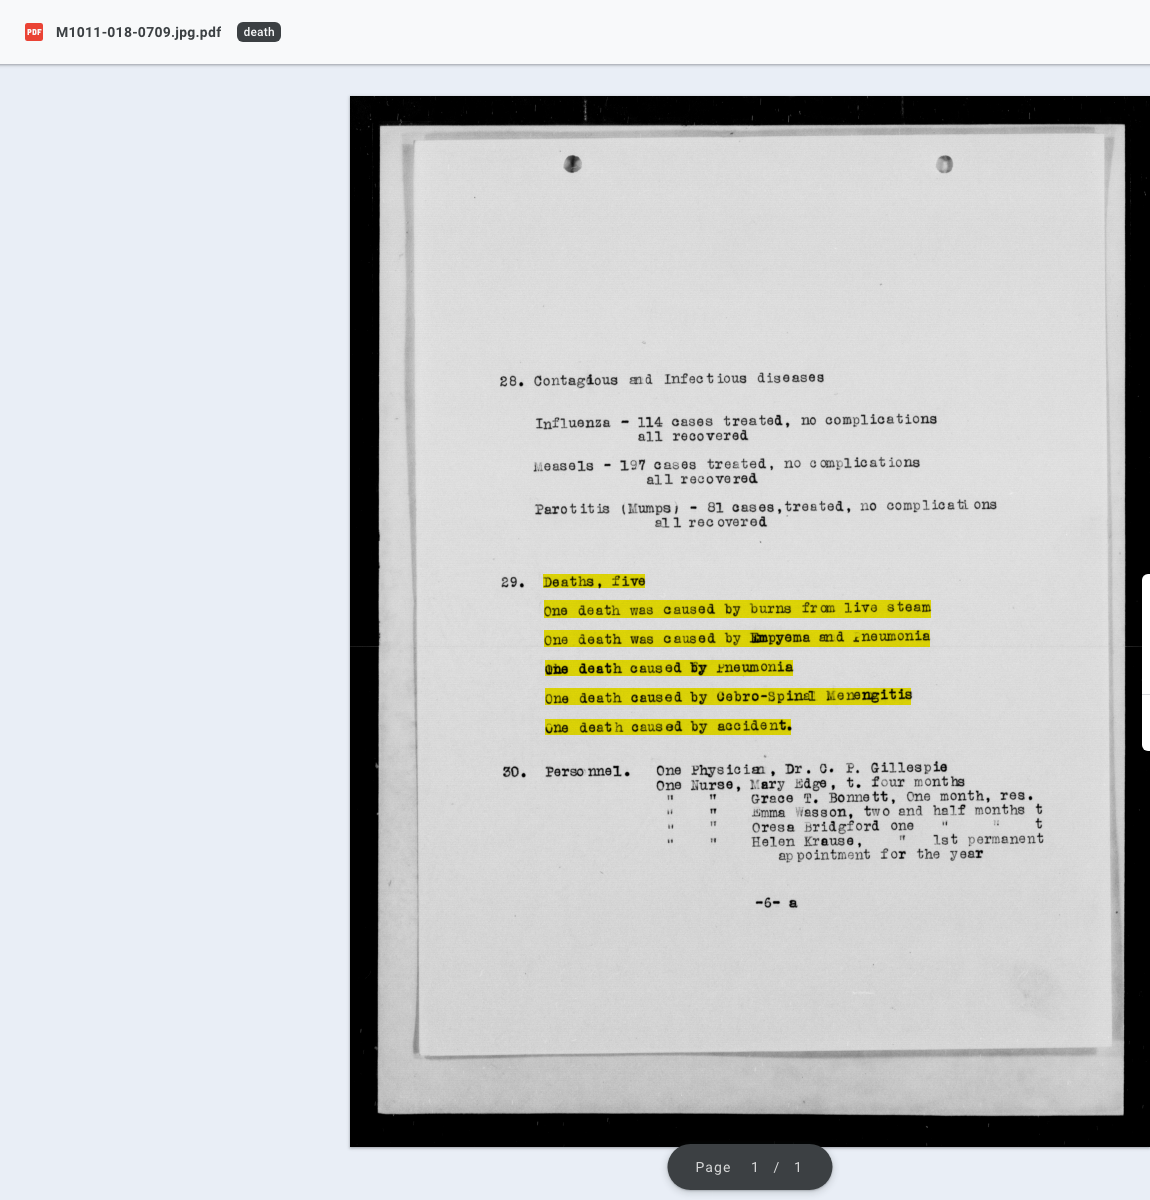 PDF M1011-018-0709.jpg.pdf death
28. Contagious and Infectious diseases
Influenza - 114 cases treated, no complications
all recovered
Measels - 197 cases treated, no complications
all recovered
Parotitis (Mumps) - 81 cases,treated, no complications
all recovered
29. Deaths, five
One death was caused by burns from live steam
One death was caused by Empyema and Pneumonia
One death caused by Pneumonia
One death caused by Cebro-Spinal Menengitis
One death caused by accident.
30. Personnel. One Physician, Dr. C. P. Gillespie
One Nurse, Mary Edge, t. four months
" " Grace T. Bonnett, One month, res.
" " Emma Wasson, two and half months t
" " Oresa Bridgford one " " t
" " Helen Krause, " 1st permanent
appointment for the year
-6- a
Page 1 / 1